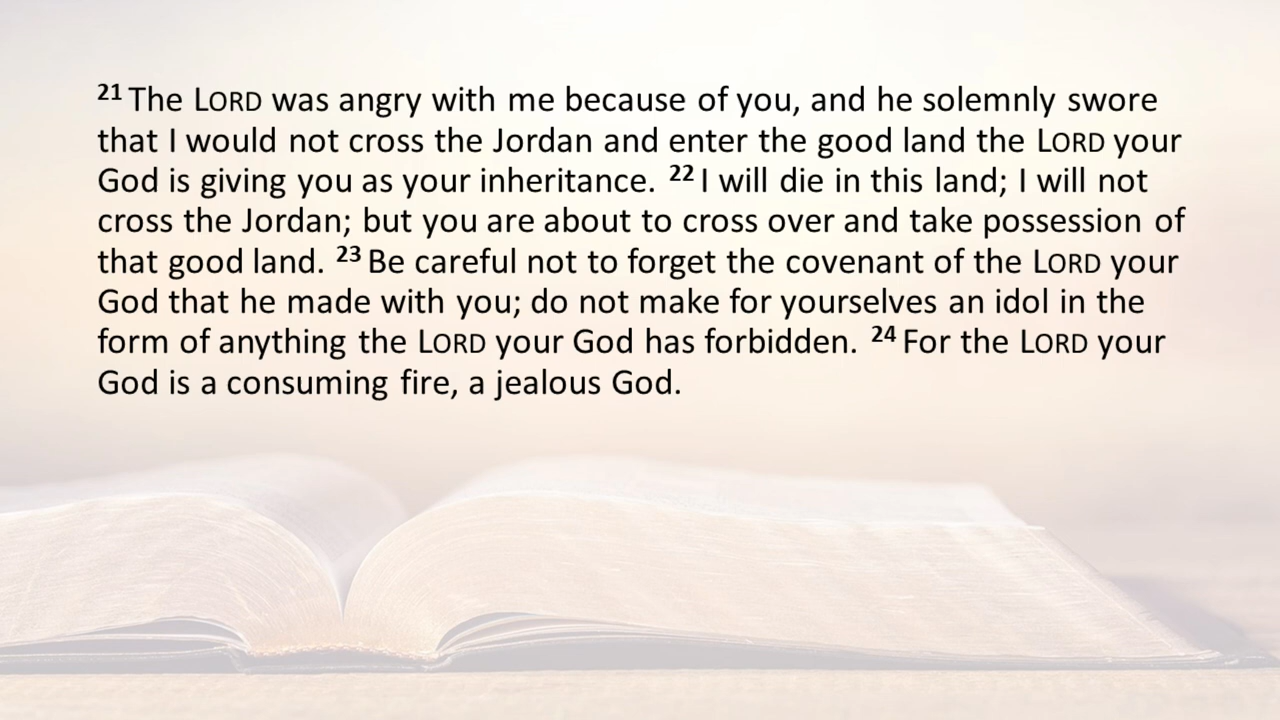 21 The LORD was angry with me because of you, and he solemnly swore
that I would not cross the Jordan and enter the good land the LORD your
God is giving you as your inheritance. 22 I will die in this land; I will not
cross the Jordan; but you are about to cross over and take possession of
that good land. 23 Be careful not to forget the covenant of the LORD your
God that he made with you; do not make for yourselves an idol in the
form of anything the LORD your God has forbidden. 24 For the LORD your
God is a consuming fire, a jealous God.